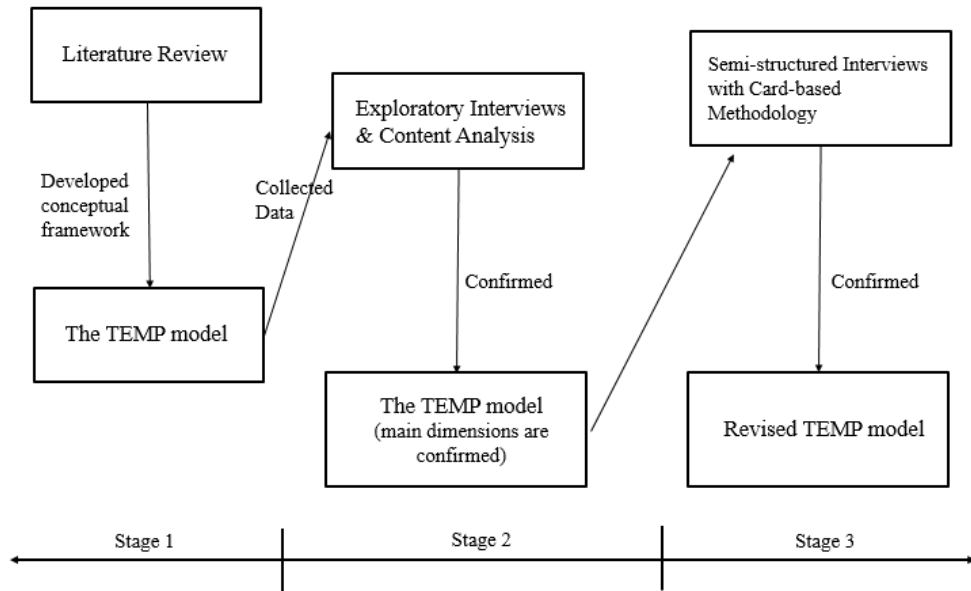 Literature Review
Developed
conceptual
framework
The TEMP model
Collected
Data
Exploratory Interviews
& Content Analysis
Confirmed
The TEMP model
(main dimensions are
confirmed)
Semi-structured Interviews
with Card-based
Methodology
Confirmed
Revised TEMP model
Stage 1
Stage 2
Stage 3